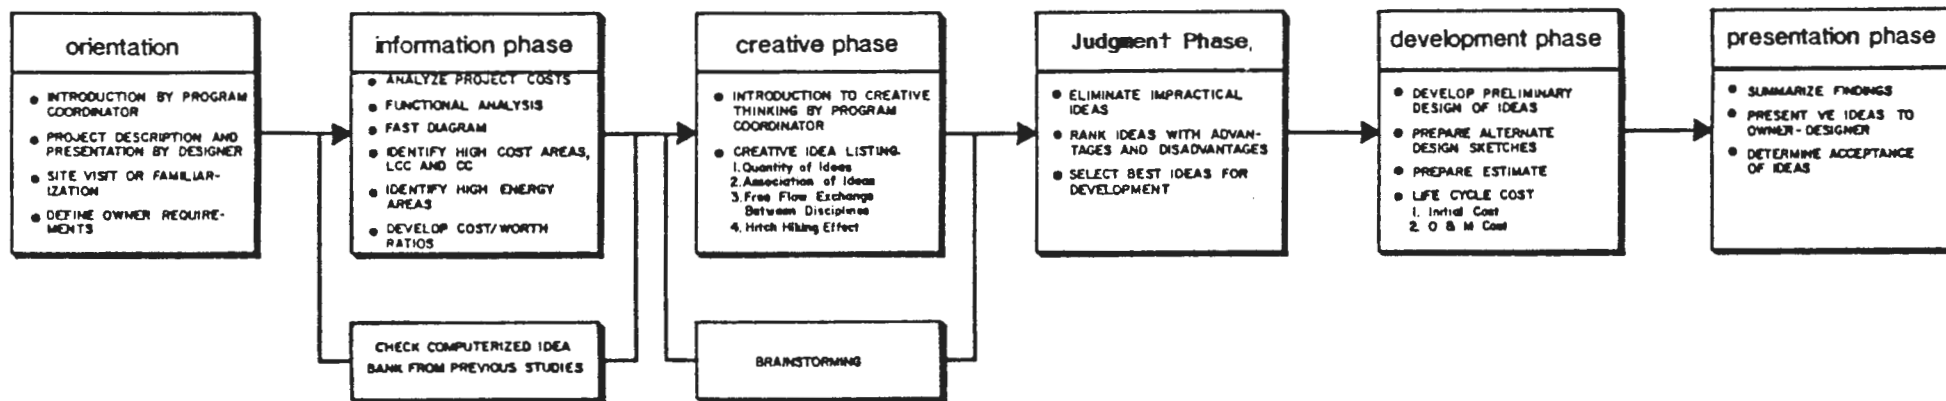 orientation
● INTRODUCTION BY PROGRAM
COORDINATOR
● PROJECT DESCRIPTION AND
PRESENTATION BY DESIGNER
● SITE VISIT OR FAMILIAR-
IZATION
● DEFINE OWNER REQUIRE-
MENTS
information phase
● ANALYZE PROJECT COSTS
● FUNCTIONAL ANALYSIS
● FAST DIAGRAM
● IDENTIFY HIGH COST AREAS,
LCC AND CC
● IDENTIFY HIGH ENERGY
AREAS
● DEVELOP COST/WORTH
RATIOS
CHECK COMPUTERIZED IDEA
BANK FROM PREVIOUS STUDIES
creative phase
● INTRODUCTION TO CREATIVE
THINKING BY PROGRAM
COORDINATOR
● CREATIVE IDEA LISTING
1. Quantity of Ideas
2. Association of Ideas
3. Free Flow Exchange
Between Disciplines
4. Hitch Hiking Effect
BRAINSTORMING
Judgment Phase,
● ELIMINATE IMPRACTICAL
IDEAS
● RANK IDEAS WITH ADVAN-
TAGES AND DISADVANTAGES
● SELECT BEST IDEAS FOR
DEVELOPMENT
development phase
● DEVELOP PRELIMINARY
DESIGN OF IDEAS
● PREPARE ALTERNATE
DESIGN SKETCHES
● PREPARE ESTIMATE
● LIFE CYCLE COST
1. Initial Cost
2. O & M Cost
presentation phase
● SUMMARIZE FINDINGS
● PRESENT VE IDEAS TO
OWNER-DESIGNER
● DETERMINE ACCEPTANCE
OF IDEAS